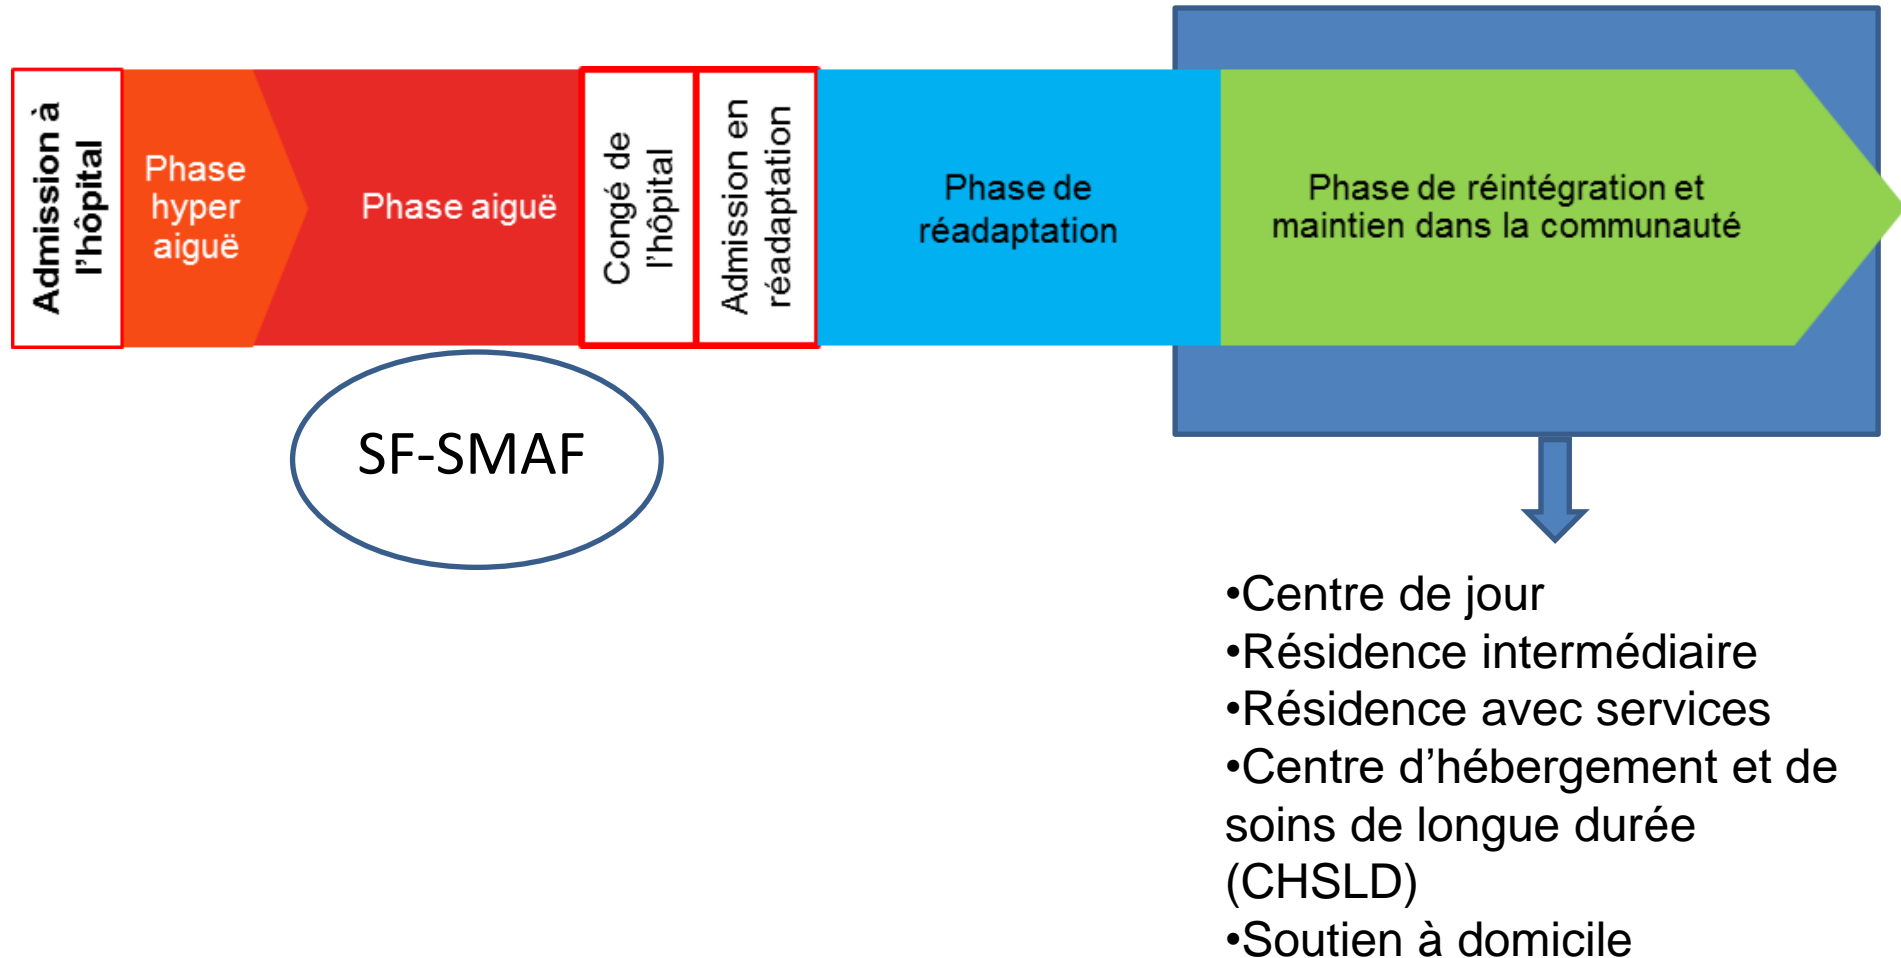 Admission à
l'hôpital
Phase
hyper
aiguë
Phase aiguë
Congé de
l'hôpital
Admission en
réadaptation
Phase de
réadaptation
Phase de réintégration et
maintien dans la communauté
SF-SMAF
•Centre de jour
•Résidence intermédiaire
•Résidence avec services
•Centre d’hébergement et de
soins de longue durée
(CHSLD)
•Soutien à domicile